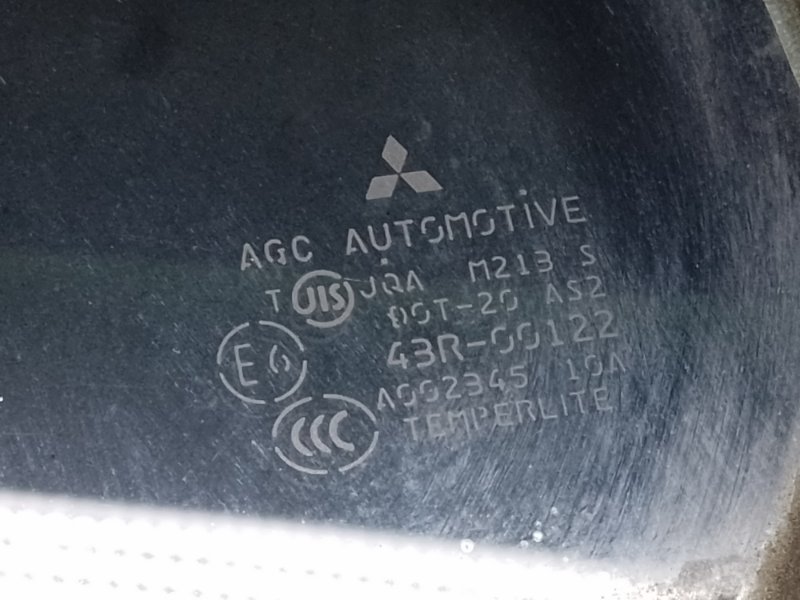 AGC AUTOMOTIVE
T JIS JQA M213 S
DOT-20 AS2
E6 43R-00122
CCC A002345 10A
TEMPERLITE